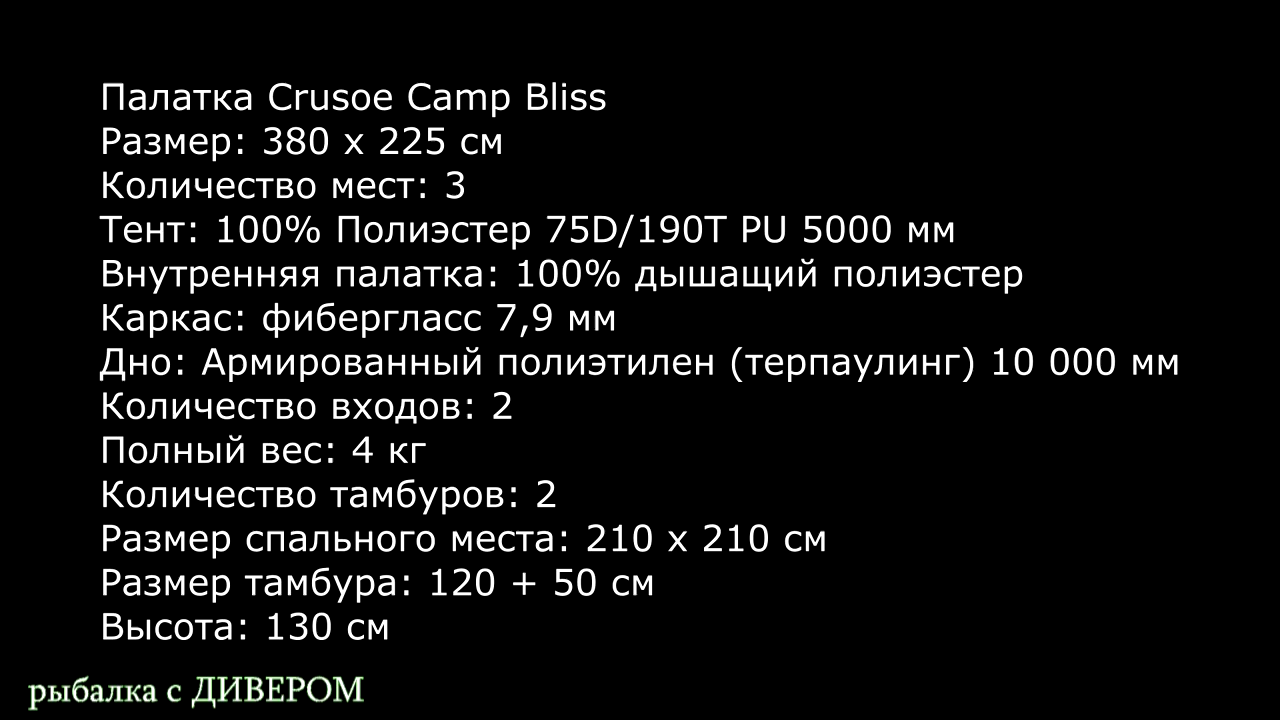 Палатка Crusoe Camp Bliss
Размер: 380 х 225 см
Количество мест: 3
Тент: 100% Полиэстер 75D/190T PU 5000 мм
Внутренняя палатка: 100% дышащий полиэстер
Каркас: фибергласс 7,9 мм
Дно: Армированный полиэтилен (терпаулинг) 10 000 мм
Количество входов: 2
Полный вес: 4 кг
Количество тамбуров: 2
Размер спального места: 210 х 210 см
Размер тамбура: 120 + 50 см
Высота: 130 см
рыбалка с ДИВЕРОМ